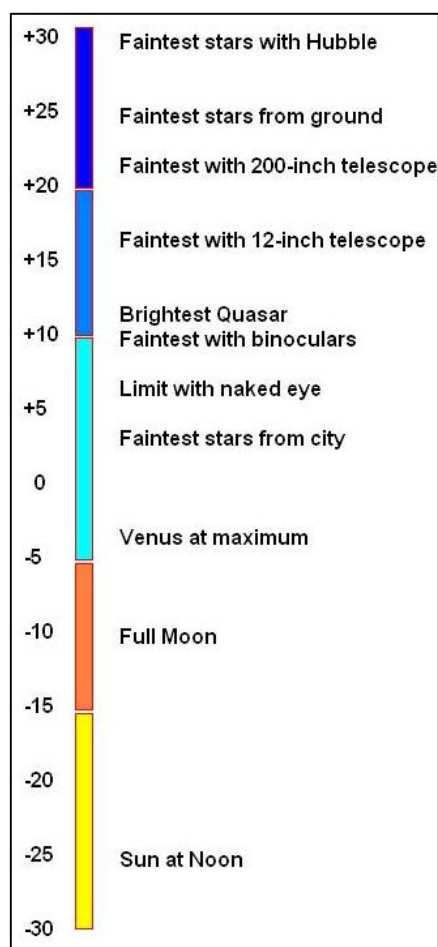 +30
Faintest stars with Hubble
+25
Faintest stars from ground
Faintest with 200-inch telescope
+20
Faintest with 12-inch telescope
+15
Brightest Quasar
+10
Faintest with binoculars
Limit with naked eye
+5
Faintest stars from city
0
Venus at maximum
-5
-10
Full Moon
-15
-20
-25
Sun at Noon
-30